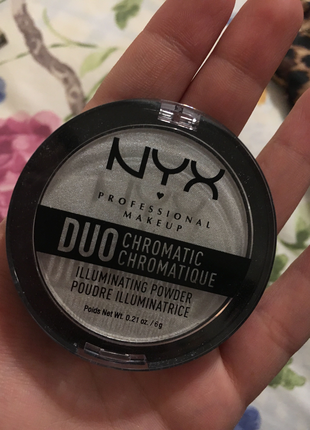 NYX
PROFESSIONAL
MAKEUP
DUO CHROMATIC
CHROMATIQUE
ILLUMINATING POWDER
POUDRE ILLUMINATRICE
Poids Net Wt. 0.21 oz. / 6g